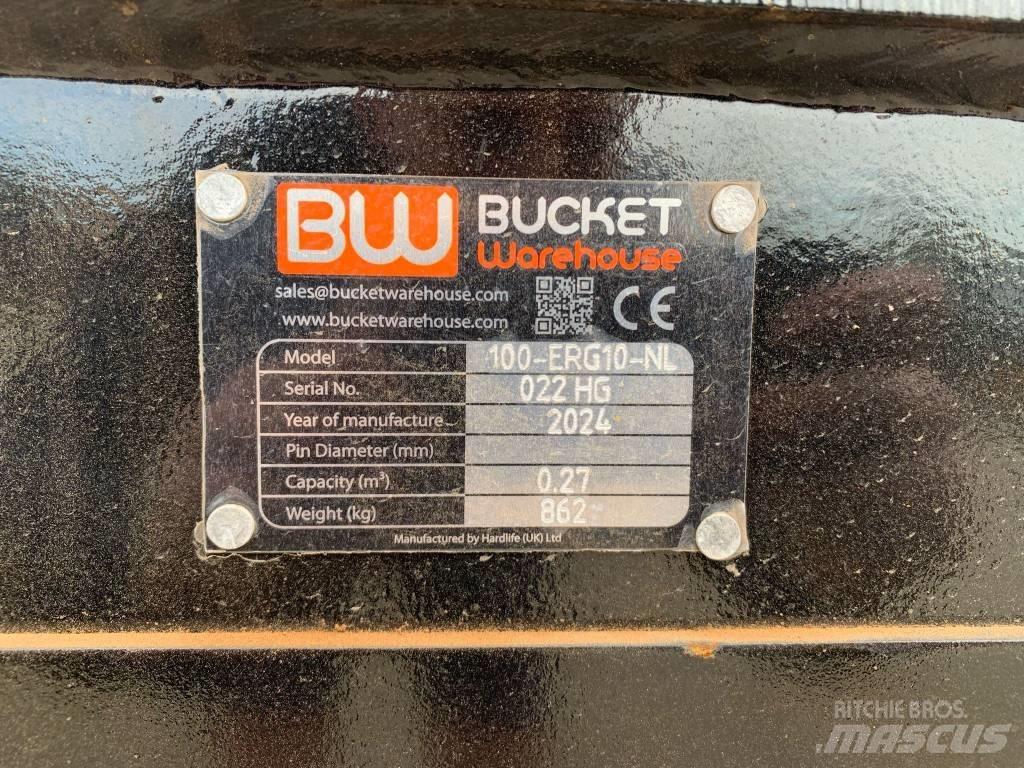 BW BUCKET
Warehouse
sales@bucketwarehouse.com
www.bucketwarehouse.com
CE
Model 100-ERG10-NL
Serial No. 022 HG
Year of manufacture 2024
Pin Diameter (mm)
Capacity (m³) 0.27
Weight (kg) 862
Manufactured by Hardlife (UK) Ltd
RITCHIE BROS.
MASCUS